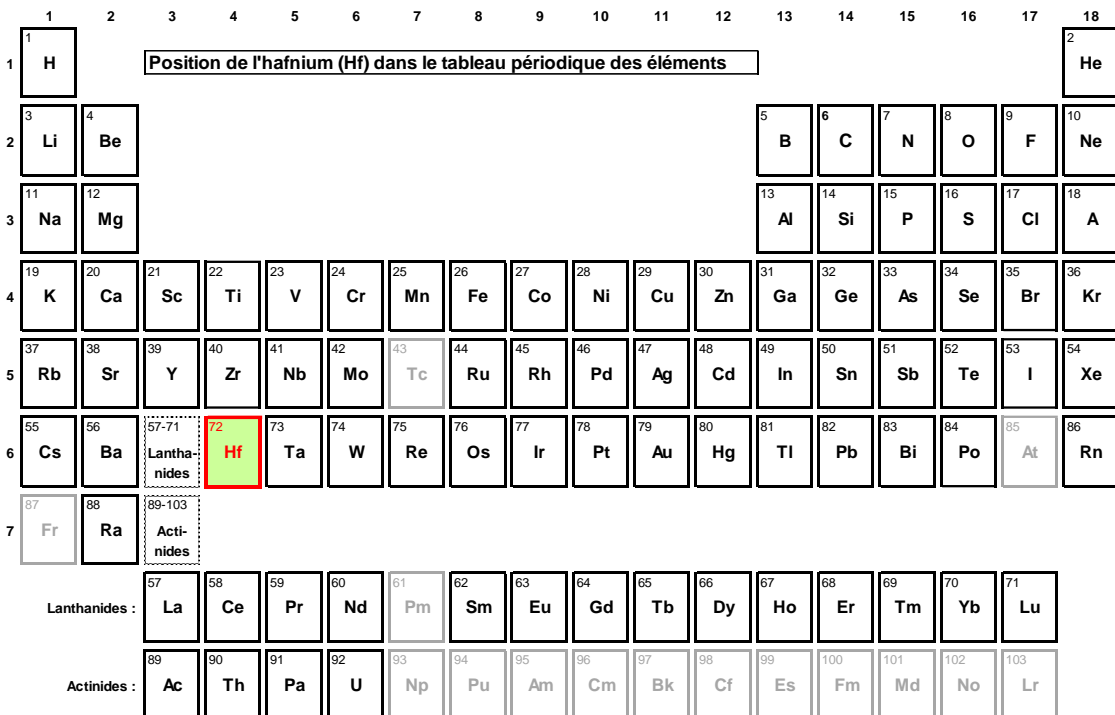 1 2 3 4 5 6 7 8 9 10 11 12 13 14 15 16 17 18
Position de l'hafnium (Hf) dans le tableau périodique des éléments
1 2
1 H He
3 4 5 6 7 8 9 10
2 Li Be B C N O F Ne
11 12 13 14 15 16 17 18
3 Na Mg Al Si P S Cl A
19 20 21 22 23 24 25 26 27 28 29 30 31 32 33 34 35 36
4 K Ca Sc Ti V Cr Mn Fe Co Ni Cu Zn Ga Ge As Se Br Kr
37 38 39 40 41 42 43 44 45 46 47 48 49 50 51 52 53 54
5 Rb Sr Y Zr Nb Mo Tc Ru Rh Pd Ag Cd In Sn Sb Te I Xe
55 56 57-71 72 73 74 75 76 77 78 79 80 81 82 83 84 85 86
6 Cs Ba Lantha- Hf Ta W Re Os Ir Pt Au Hg Tl Pb Bi Po At Rn
nides
87 88 89-103
7 Fr Ra Acti-
nides
57 58 59 60 61 62 63 64 65 66 67 68 69 70 71
Lanthanides : La Ce Pr Nd Pm Sm Eu Gd Tb Dy Ho Er Tm Yb Lu
89 90 91 92 93 94 95 96 97 98 99 100 101 102 103
Actinides : Ac Th Pa U Np Pu Am Cm Bk Cf Es Fm Md No Lr